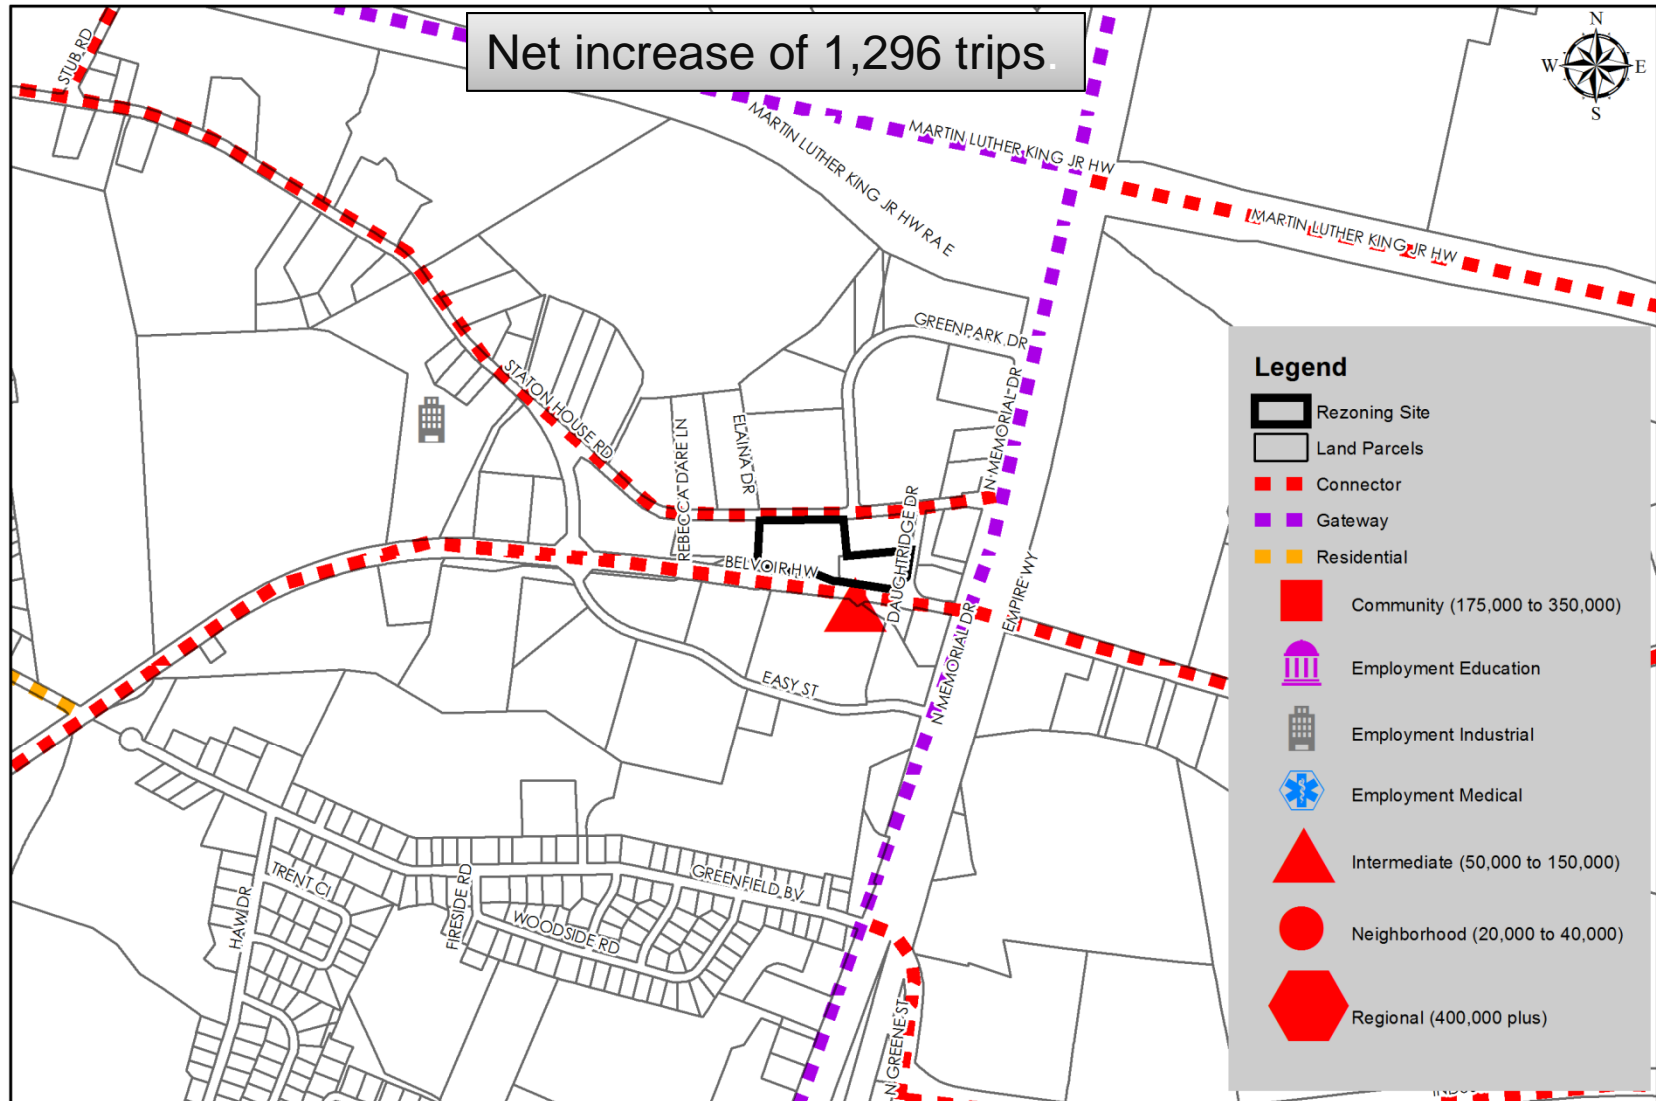 Net increase of 1,296 trips.
N
W
E
S
STUB RD
MARTIN LUTHER KING JR HW
MARTIN LUTHER KING JR HW RA E
MARTIN LUTHER KING JR HW
GREENPARK DR
N MEMORIAL DR
STATON HOUSE RD
REBECCA DARE LN
ELAINA DR
DAUGHTRIDGE DR
BELVOIR HW
EMPIRE WY
N MEMORIAL DR
EASY ST
GREENFIELD BV
TRENT CI
FIRESIDE RD
WOODSIDE RD
HAW DR
N GREENE ST
Legend
Rezoning Site
Land Parcels
Connector
Gateway
Residential
Community (175,000 to 350,000)
Employment Education
Employment Industrial
Employment Medical
Intermediate (50,000 to 150,000)
Neighborhood (20,000 to 40,000)
Regional (400,000 plus)